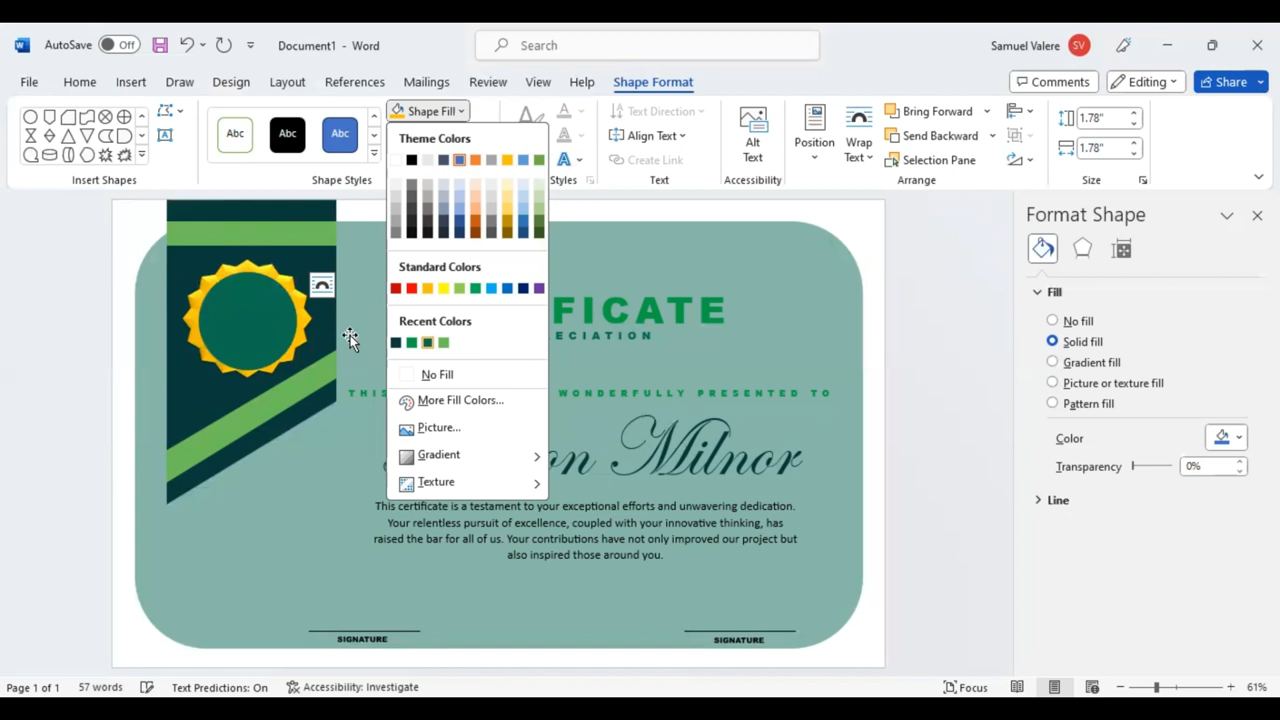 AutoSave Off Document1 - Word Search Samuel Valere SV
File Home Insert Draw Design Layout References Mailings Review View Help Shape Format Comments Editing Share
Abc Abc Abc
Shape Fill
Text Direction
Align Text
Create Link
Alt Text
Position
Wrap Text
Bring Forward
Send Backward
Selection Pane
1.78"
1.78"
Insert Shapes Shape Styles Styles Text Accessibility Arrange Size
Theme Colors
Standard Colors
Recent Colors
No Fill
More Fill Colors...
Picture...
Gradient
Texture
FICATE
ECIATION
THIS WONDERFULLY PRESENTED TO
on Milnor
This certificate is a testament to your exceptional efforts and unwavering dedication.
Your relentless pursuit of excellence, coupled with your innovative thinking, has
raised the bar for all of us. Your contributions have not only improved our project but
also inspired those around you.
SIGNATURE SIGNATURE
Format Shape
Fill
No fill
Solid fill
Gradient fill
Picture or texture fill
Pattern fill
Color
Transparency 0%
Line
Page 1 of 1 57 words Text Predictions: On Accessibility: Investigate Focus 61%